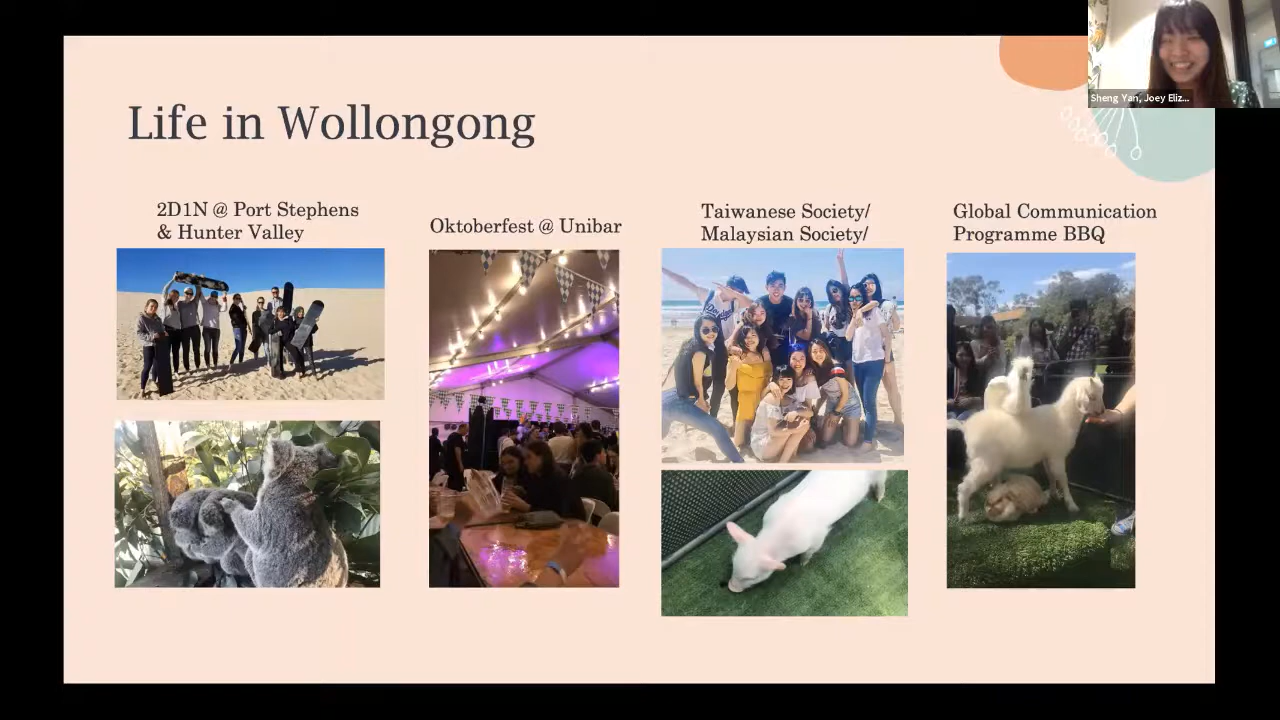 Life in Wollongong
2D1N @ Port Stephens
& Hunter Valley
Oktoberfest @ Unibar
Taiwanese Society/
Malaysian Society/
Global Communication
Programme BBQ
Sheng Yan, Joey Eliz...